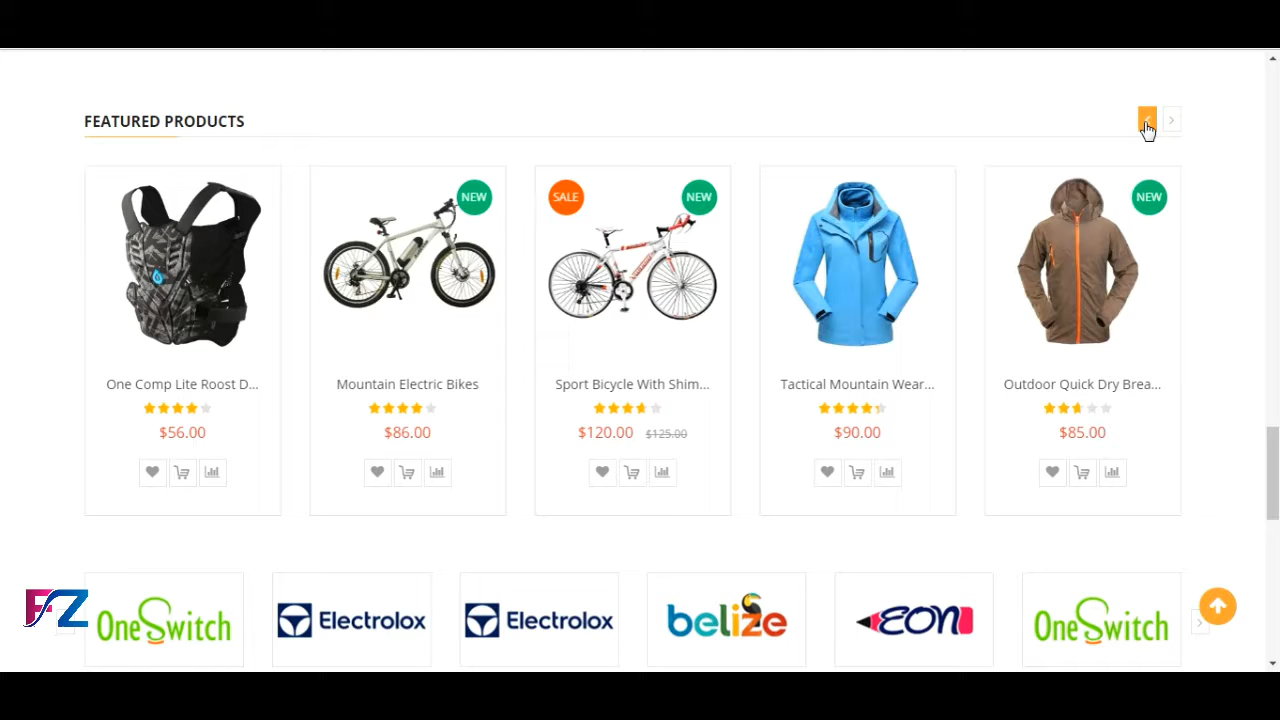 FEATURED PRODUCTS
NEW
SALE
NEW
NEW
One Comp Lite Roost D...
Mountain Electric Bikes
Sport Bicycle With Shim...
Tactical Mountain Wear...
Outdoor Quick Dry Brea...
$56.00
$86.00
$120.00 $125.00
$90.00
$85.00
FZ
OneSwitch
Electrolox
Electrolox
belize
EON
OneSwitch